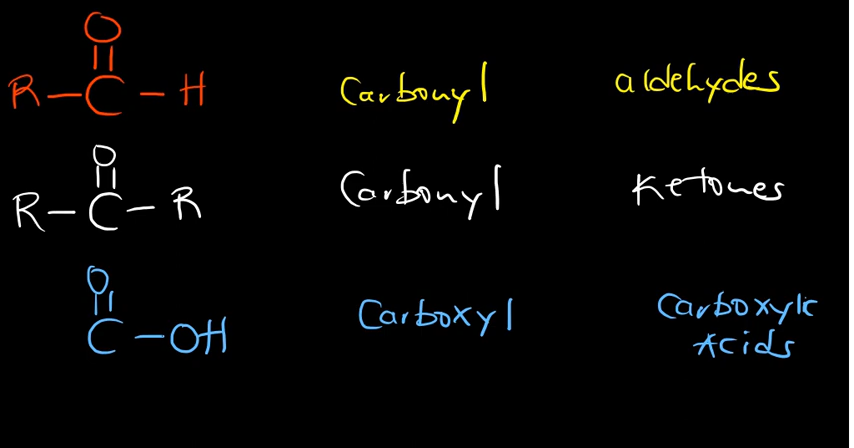 O
R–C–H Carbonyl aldehydes
O
R–C–R Carbonyl Ketones
O
C–OH Carboxyl Carboxylic
Acids